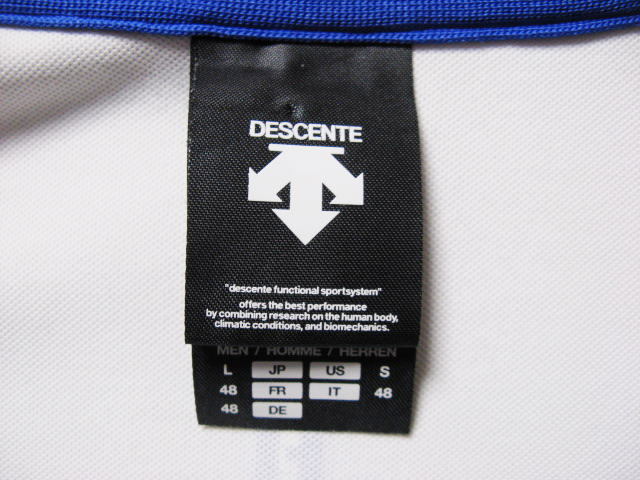 DESCENTE
"descente functional sportsystem"
offers the best performance
by combining research on the human body,
climatic conditions, and biomechanics.
MEN / HOMME / HERREN
L JP US S
48 FR IT 48
48 DE